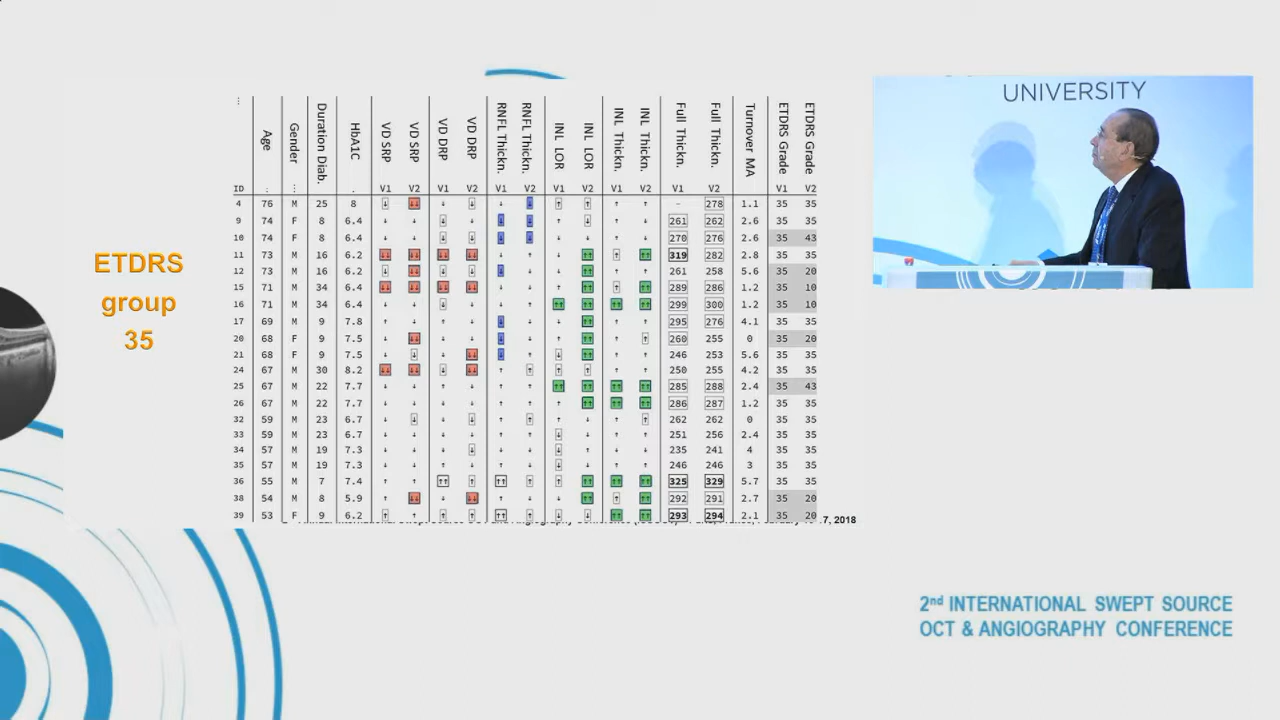 UNIVERSITY
ETDRS
group
35
ID Age Gender Duration Diab. HbA1C VD SRP VD SRP VD DRP VD DRP RNFL Thickn. RNFL Thickn. INL LOR INL LOR INL Thickn. INL Thickn. Full Thickn. Full Thickn. Turnover MA ETDRS Grade ETDRS Grade
V1 V2 V1 V2 V1 V2 V1 V2 V1 V2 V1 V2 V1 V2
4 76 M 25 8 ↓ ↓↓ ↓ ↓ ↓ ↓ ↑ ↑ ↑ ↑ - 278 1.1 35 35
9 74 F 8 6.4 ↓ ↓ ↓ ↓ ↓ ↓ ↑ ↓ ↑ ↑ 261 262 2.6 35 35
10 74 F 8 6.4 ↓ ↓ ↓ ↓ ↓ ↓ ↓ ↓ ↑ ↑ 270 276 2.6 35 43
11 73 M 16 6.2 ↓↓ ↓↓ ↓↓ ↓↓ ↓ ↑ ↓ ↑↑ ↑ ↑↑ 319 282 2.8 35 35
12 73 M 16 6.2 ↓ ↓↓ ↓ ↓ ↓ ↓ ↓ ↑↑ ↑ ↑ 261 258 5.6 35 20
15 71 M 34 6.4 ↓↓ ↓↓ ↓↓ ↓↓ ↓ ↓ ↑ ↑↑ ↑ ↑↑ 289 286 1.2 35 10
16 71 M 34 6.4 ↓ ↓ ↓ ↓ ↑ ↑ ↑↑ ↑↑ ↑↑ ↑↑ 299 300 1.2 35 10
17 69 M 9 7.8 ↑ ↓ ↑ ↓ ↓ ↓ ↑ ↑↑ ↑ ↑ 295 276 4.1 35 35
20 68 F 9 7.5 ↓ ↓↓ ↓ ↓ ↓ ↓ ↑ ↑↑ ↑ ↑ 260 255 0 35 20
21 68 F 9 7.5 ↓ ↓ ↓ ↓↓ ↓ ↓ ↓ ↑↑ ↓ ↓ 246 253 5.6 35 35
24 67 M 30 8.2 ↓↓ ↓↓ ↓ ↓↓ ↑ ↑ ↓ ↑ ↓ ↓ 250 255 4.2 35 35
25 67 M 22 7.7 ↓ ↓ ↑ ↓ ↓ ↓ ↑↑ ↑↑ ↑↑ ↑↑ 285 288 2.4 35 43
26 67 M 22 7.7 ↓ ↓ ↓ ↓ ↑ ↑ ↑ ↑↑ ↑↑ ↑↑ 286 287 1.2 35 35
32 59 M 23 6.7 ↓ ↓ ↓ ↓ ↑ ↑ ↓ ↓ ↑ ↑ 262 262 0 35 35
33 59 M 23 6.7 ↓ ↓ ↓ ↓ ↑ ↑ ↓ ↓ ↑ ↑ 251 256 2.4 35 35
34 57 M 19 7.3 ↓ ↓ ↓ ↓ ↑ ↑ ↓ ↓ ↓ ↓ 235 241 4 35 35
35 57 M 19 7.3 ↓ ↓ ↓ ↓ ↑ ↓ ↓ ↓ ↑ ↓ 246 246 3 35 35
36 55 M 7 7.4 ↑ ↑ ↑↑ ↑ ↑↑ ↑ ↑ ↑↑ ↑↑ ↑↑ 325 329 5.7 35 35
38 54 M 8 5.9 ↓ ↓↓ ↓ ↓↓ ↑ ↑ ↓ ↑↑ ↑ ↑↑ 292 291 2.7 35 20
39 53 F 9 6.2 ↑ ↑ ↓ ↑ ↑↑ ↑ ↓ ↑ ↑↑ ↑↑ 293 294 2.1 35 20
7, 2018
2nd INTERNATIONAL SWEPT SOURCE
OCT & ANGIOGRAPHY CONFERENCE